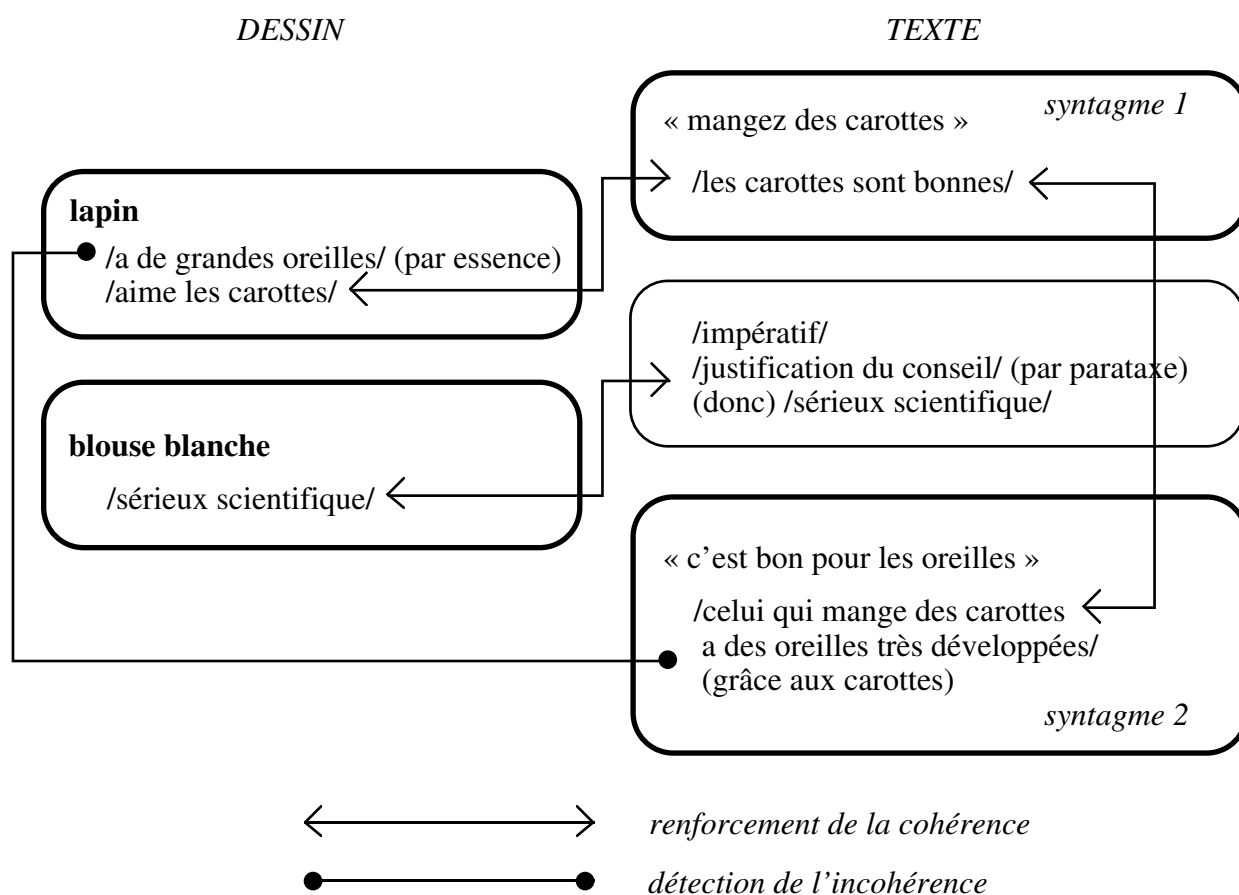 DESSIN
TEXTE
syntagme 1
« mangez des carottes »
/les carottes sont bonnes/
lapin
/a de grandes oreilles/ (par essence)
/aime les carottes/
/impératif/
/justification du conseil/ (par parataxe)
(donc) /sérieux scientifique/
blouse blanche
/sérieux scientifique/
« c’est bon pour les oreilles »
/celui qui mange des carottes
a des oreilles très développées/
(grâce aux carottes)
syntagme 2
renforcement de la cohérence
détection de l’incohérence